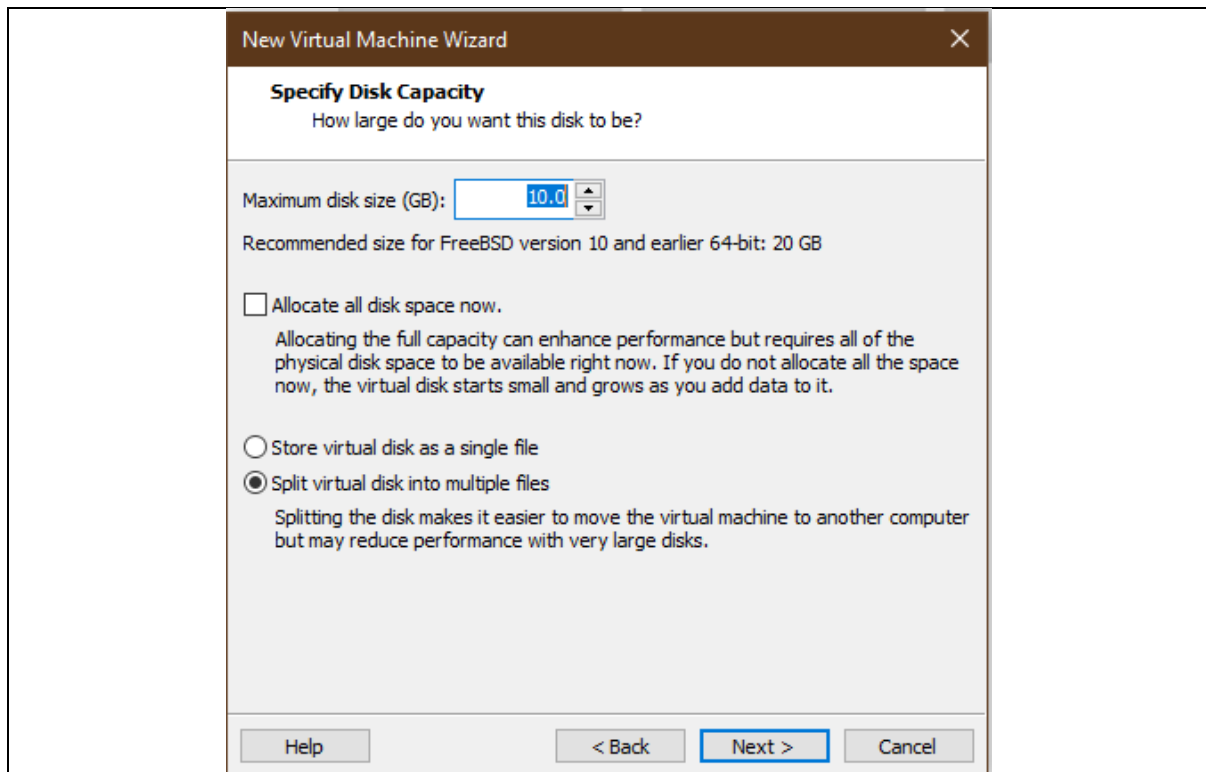 New Virtual Machine Wizard
Specify Disk Capacity
How large do you want this disk to be?
Maximum disk size (GB): 10.0
Recommended size for FreeBSD version 10 and earlier 64-bit: 20 GB
Allocate all disk space now.
Allocating the full capacity can enhance performance but requires all of the
physical disk space to be available right now. If you do not allocate all the space
now, the virtual disk starts small and grows as you add data to it.
Store virtual disk as a single file
Split virtual disk into multiple files
Splitting the disk makes it easier to move the virtual machine to another computer
but may reduce performance with very large disks.
Help < Back Next > Cancel